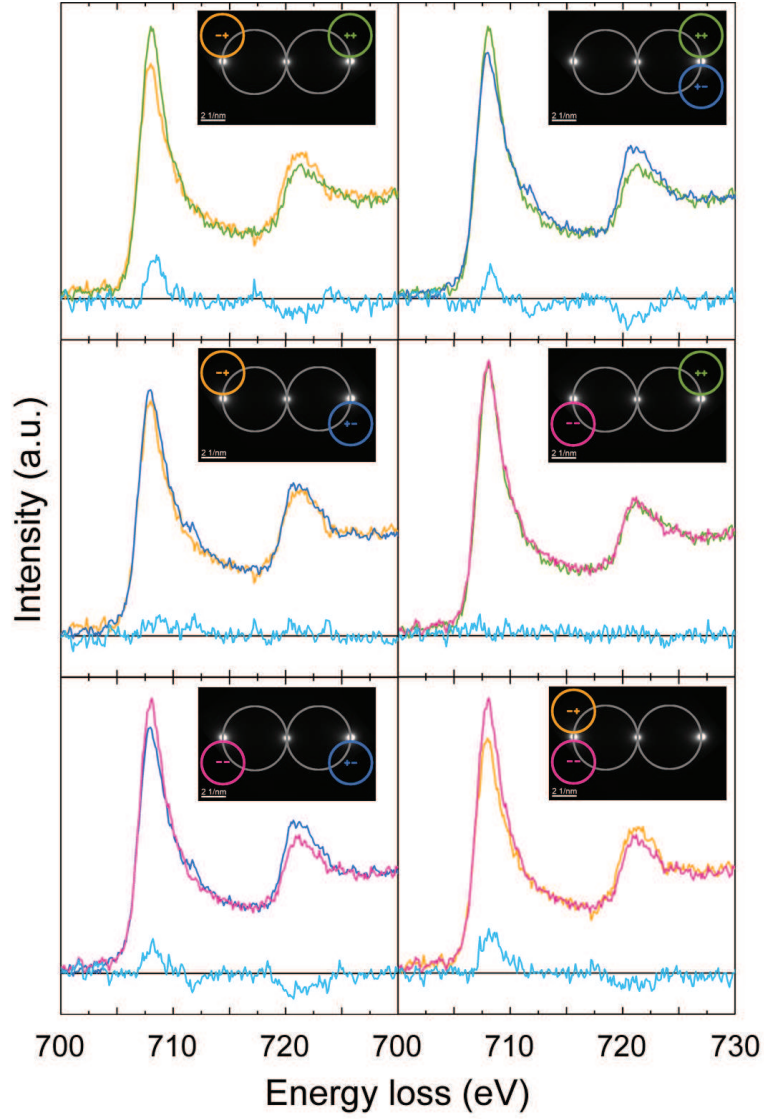 −+ ++
2 1/nm
++
+−
2 1/nm
−+
+−
2 1/nm
++
−−
2 1/nm
−− +−
2 1/nm
−+
−−
2 1/nm
Intensity (a.u.)
700 710 720 700 710 720 730
Energy loss (eV)